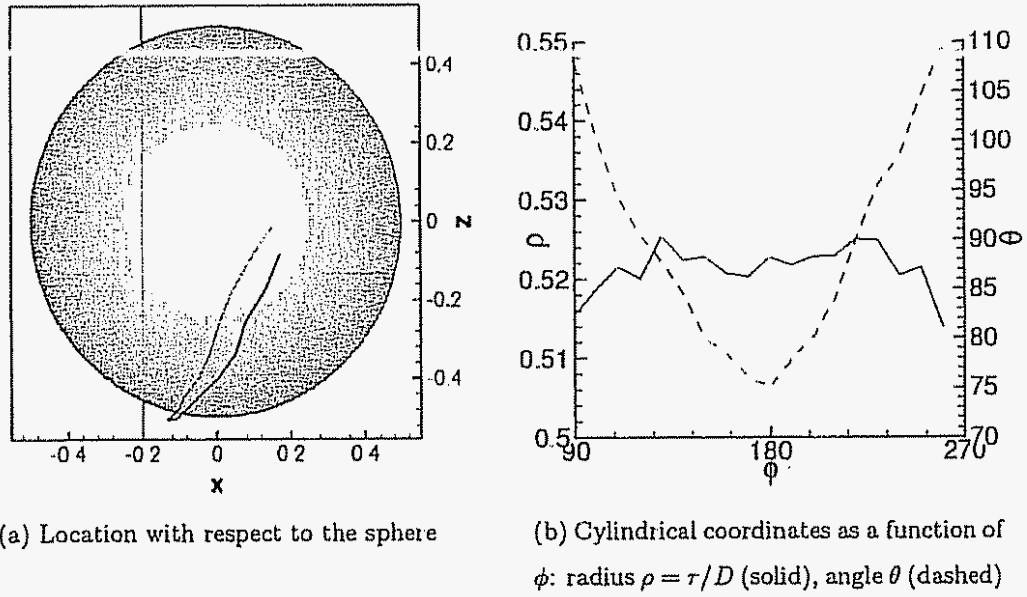 0.4
0.2
0
-0.2
-0.4
z
-0 4 -0 2 0 0 2 0 4
x
(a) Location with respect to the sphere
0.55
0.54
0.53
0.52
0.51
0.5
ρ
110
105
100
95
90
85
80
75
70
θ
90 180 270
ϕ
(b) Cylindrical coordinates as a function of
ϕ: radius ρ = r/D (solid), angle θ (dashed)